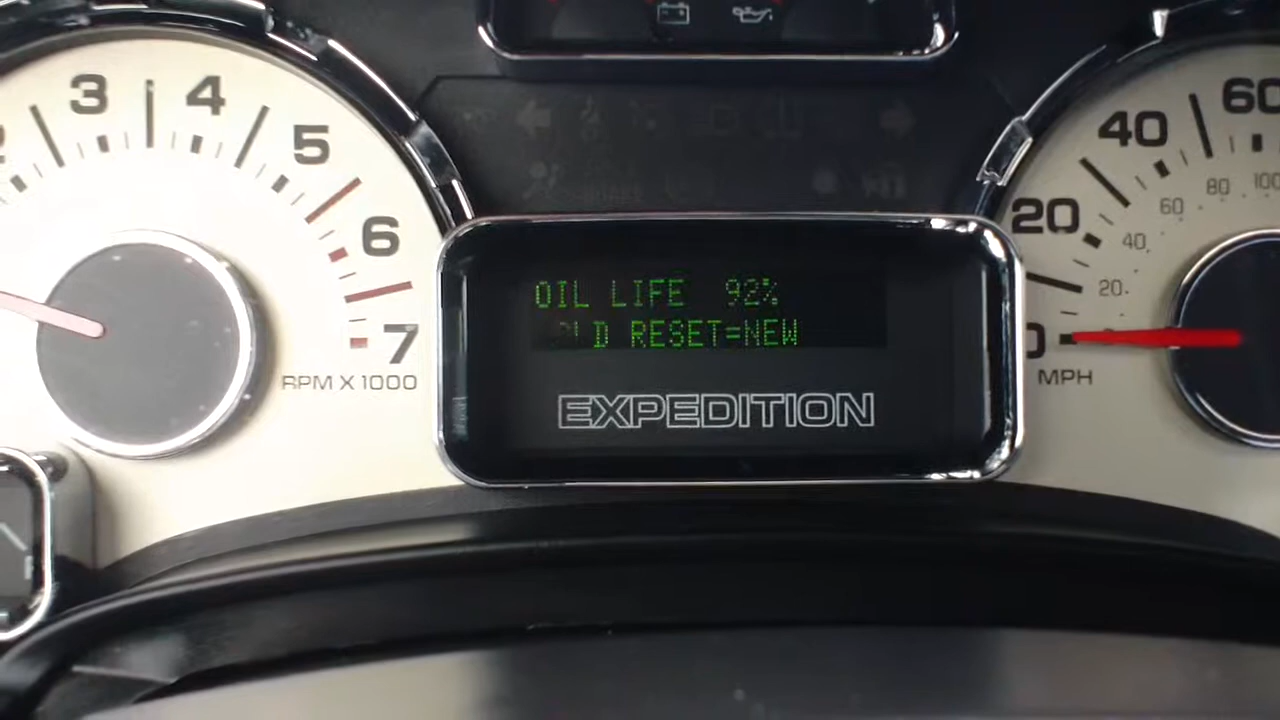 3 4 5 6 7
RPM X 1000
OIL LIFE 92%
RESET=NEW
EXPEDITION
0 20 40 60
20 40 60 80 100
MPH